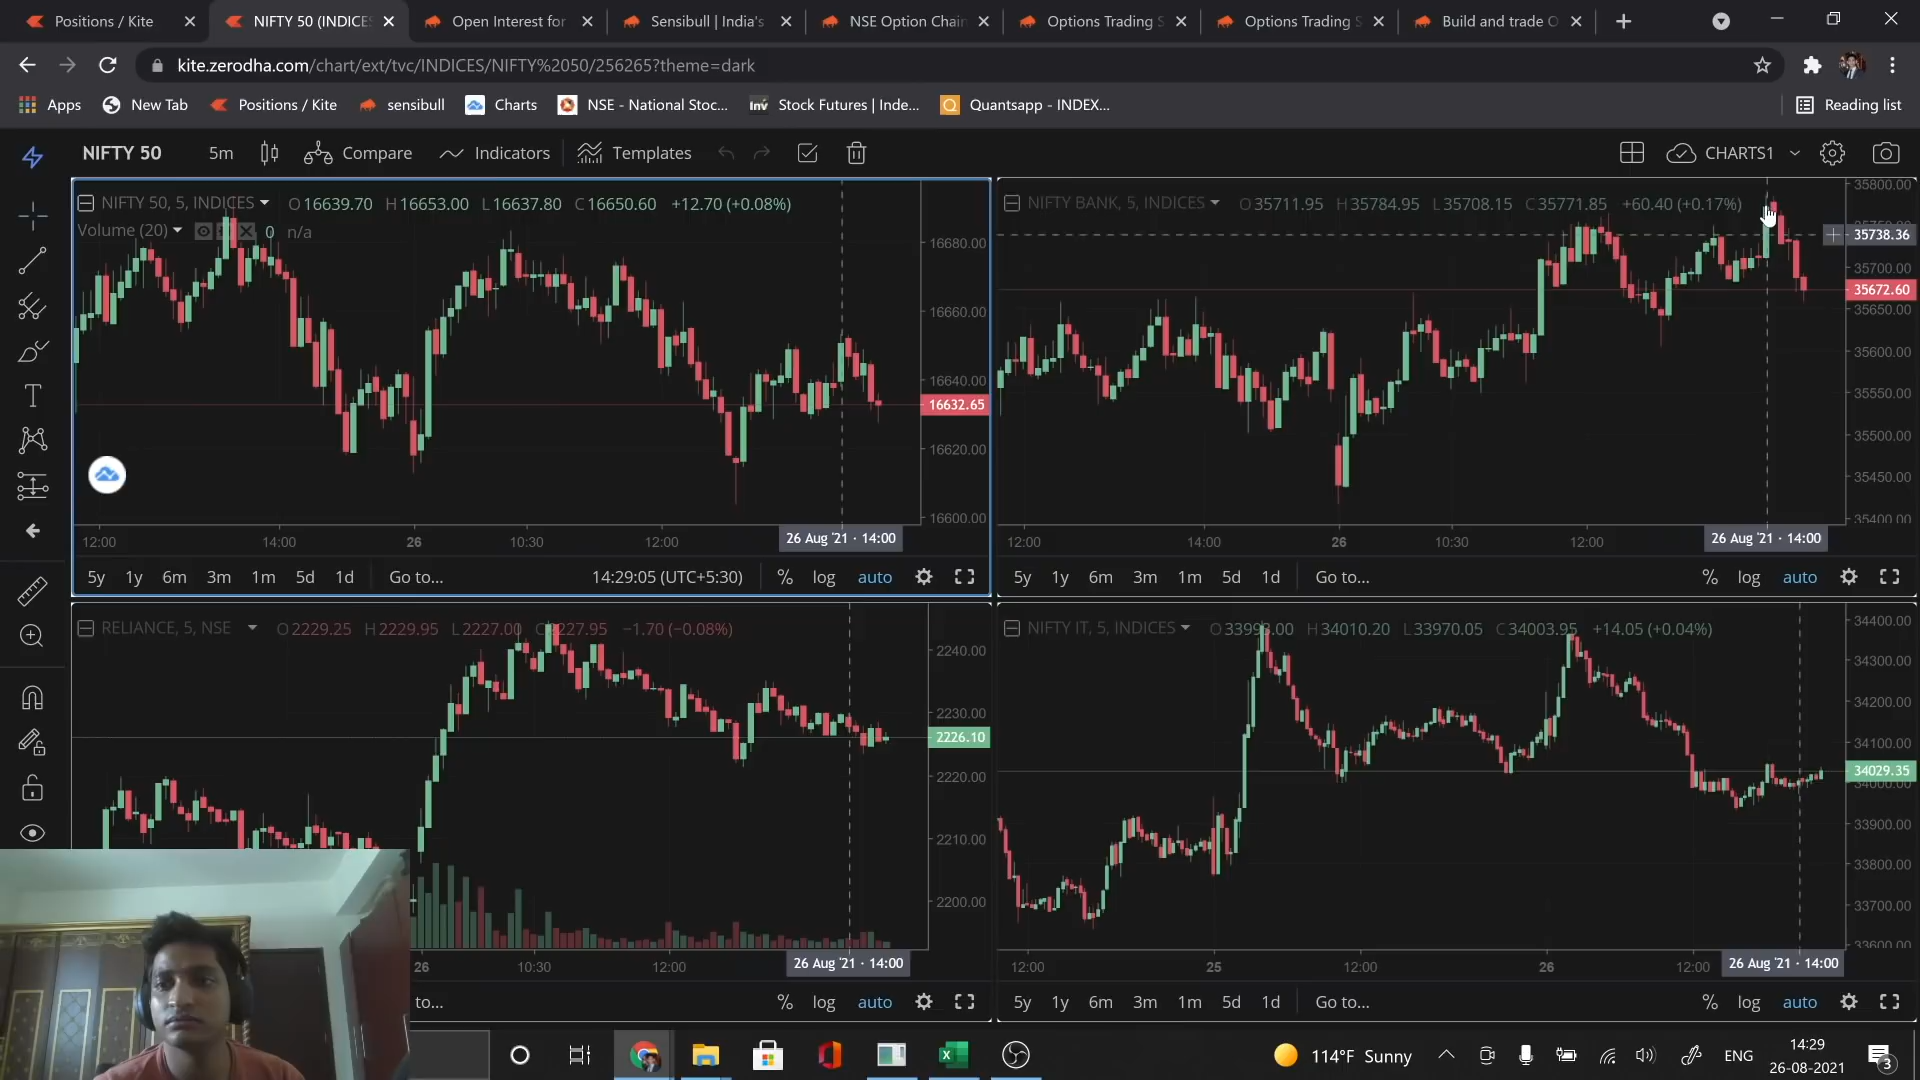 Positions / Kite
NIFTY 50 (INDICES
Open Interest for
Sensibull | India's
NSE Option Chain
Options Trading S
Options Trading S
Build and trade O
kite.zerodha.com/chart/ext/tvc/INDICES/NIFTY%2050/256265?theme=dark
Apps
New Tab
Positions / Kite
sensibull
Charts
NSE - National Stoc...
Inv
Stock Futures | Inde...
Quantsapp - INDEX...
Reading list
NIFTY 50
5m
Compare
Indicators
Templates
CHARTS1
NIFTY 50, 5, INDICES O16639.70 H16653.00 L16637.80 C16650.60 +12.70 (+0.08%)
Volume (20) 0 n/a
16680.00
16660.00
16640.00
16632.65
16620.00
16600.00
12:00 14:00 26 10:30 12:00 26 Aug '21 · 14:00
5y 1y 6m 3m 1m 5d 1d Go to... 14:29:05 (UTC+5:30) % log auto
NIFTY BANK, 5, INDICES O35711.95 H35784.95 L35708.15 C35771.85 +60.40 (+0.17%)
35800.00
35738.36
35700.00
35672.60
35650.00
35600.00
35550.00
35500.00
35450.00
35400.00
12:00 14:00 26 10:30 12:00 26 Aug '21 · 14:00
5y 1y 6m 3m 1m 5d 1d Go to... % log auto
RELIANCE, 5, NSE O2229.25 H2229.95 L2227.00 C2227.95 −1.70 (−0.08%)
2240.00
2230.00
2226.10
2220.00
2210.00
2200.00
26 10:30 12:00 26 Aug '21 · 14:00
to... % log auto
NIFTY IT, 5, INDICES O33993.00 H34010.20 L33970.05 C34003.95 +14.05 (+0.04%)
34400.00
34300.00
34200.00
34100.00
34029.35
34000.00
33900.00
33800.00
33700.00
33600.00
12:00 25 12:00 26 12:00 26 Aug '21 · 14:00
5y 1y 6m 3m 1m 5d 1d Go to... % log auto
114°F Sunny
ENG
14:29
26-08-2021
3